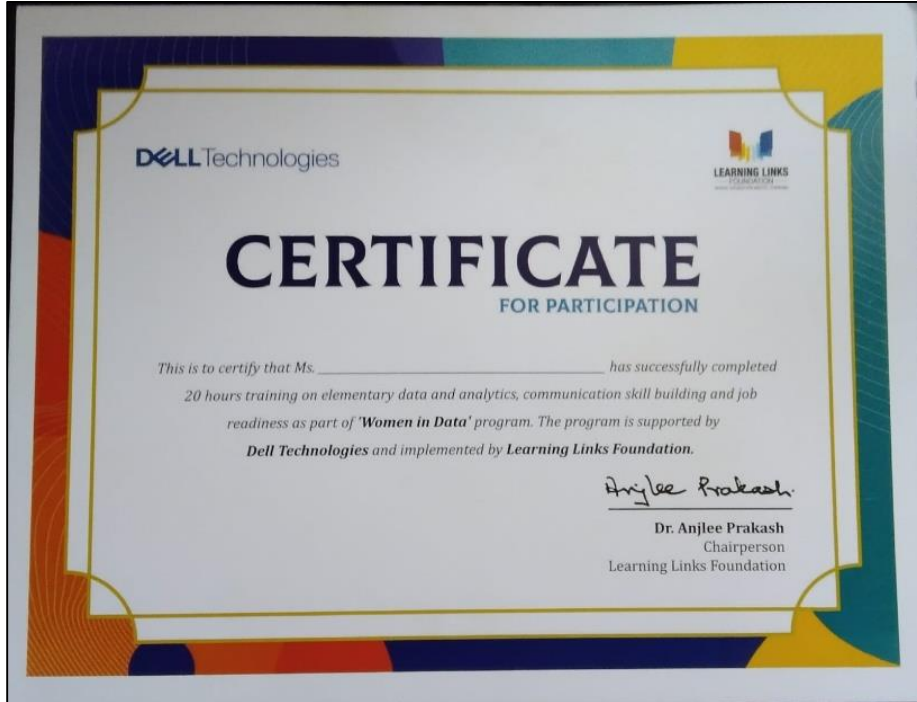 DELLTechnologies
LEARNING LINKS
FOUNDATION
CERTIFICATE
FOR PARTICIPATION
This is to certify that Ms. ______________________________ has successfully completed
20 hours training on elementary data and analytics, communication skill building and job
readiness as part of 'Women in Data' program. The program is supported by
Dell Technologies and implemented by Learning Links Foundation.
Anjlee Prakash.
Dr. Anjlee Prakash
Chairperson
Learning Links Foundation